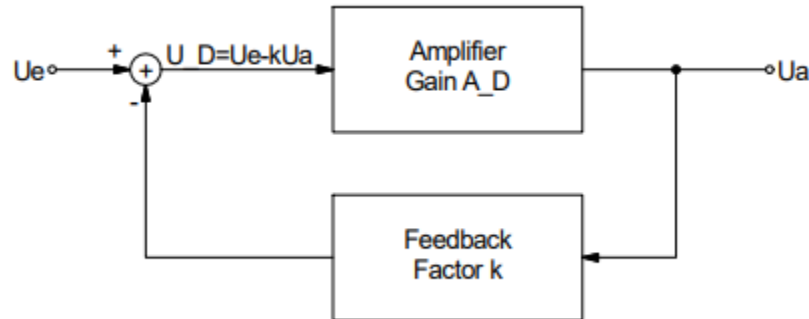 +
U_D=Ue-kUa
Ue
+
Amplifier
Gain A_D
Ua
-
Feedback
Factor k